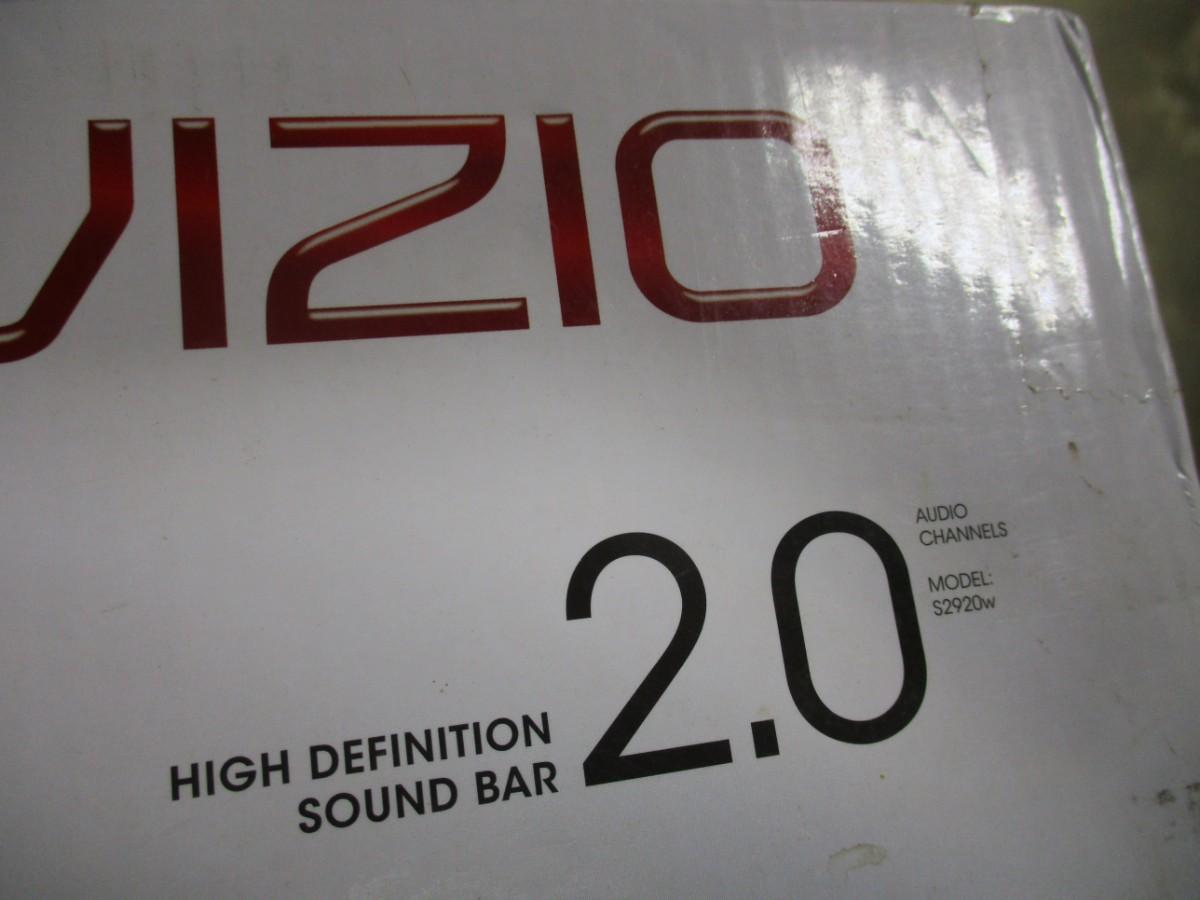 VIZIO
2.0
AUDIO
CHANNELS
MODEL:
S2920w
HIGH DEFINITION
SOUND BAR